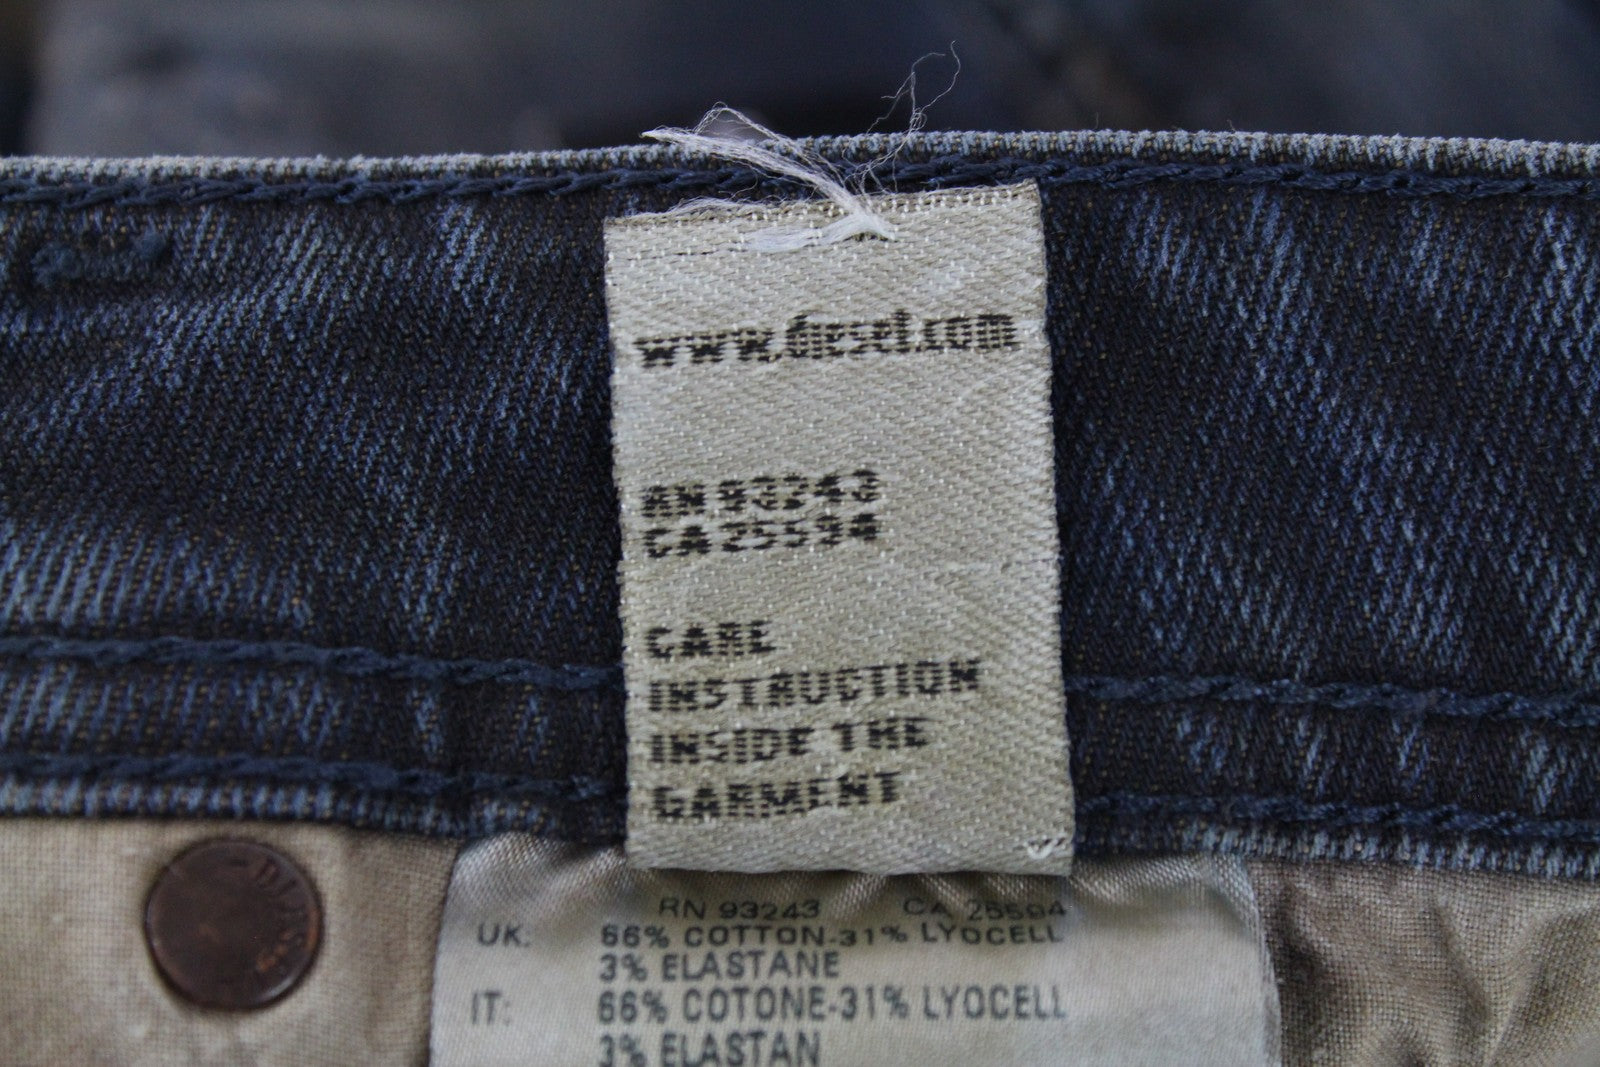 www.diesel.com
RN 93243
CA 25594
CARE
INSTRUCTION
INSIDE THE
GARMENT
RN 93243 CA 25594
UK: 66% COTTON-31% LYOCELL
3% ELASTANE
IT: 66% COTONE-31% LYOCELL
3% ELASTAN